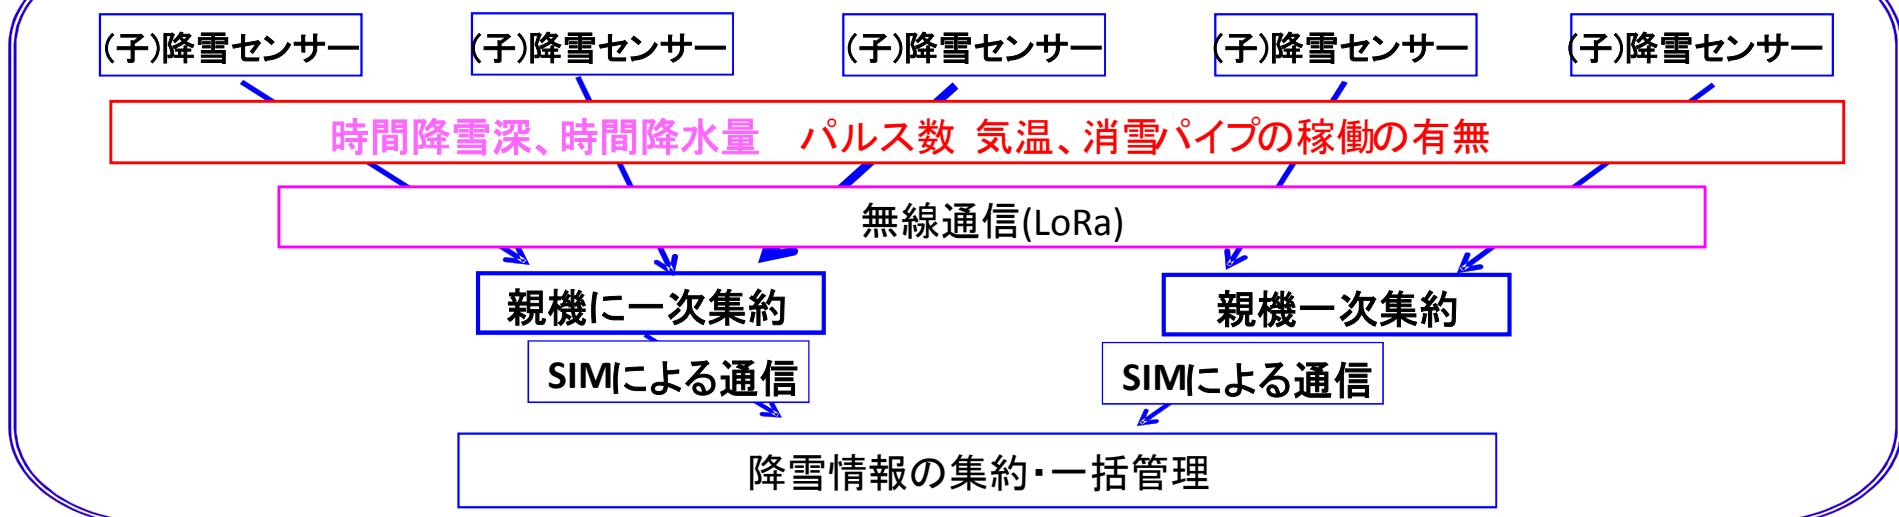 (子)降雪センサー
(子)降雪センサー
(子)降雪センサー
(子)降雪センサー
(子)降雪センサー
時間降雪深、時間降水量 パルス数 気温、消雪パイプの稼働の有無
無線通信(LoRa)
親機に一次集約
親機一次集約
SIMによる通信
SIMによる通信
降雪情報の集約・一括管理